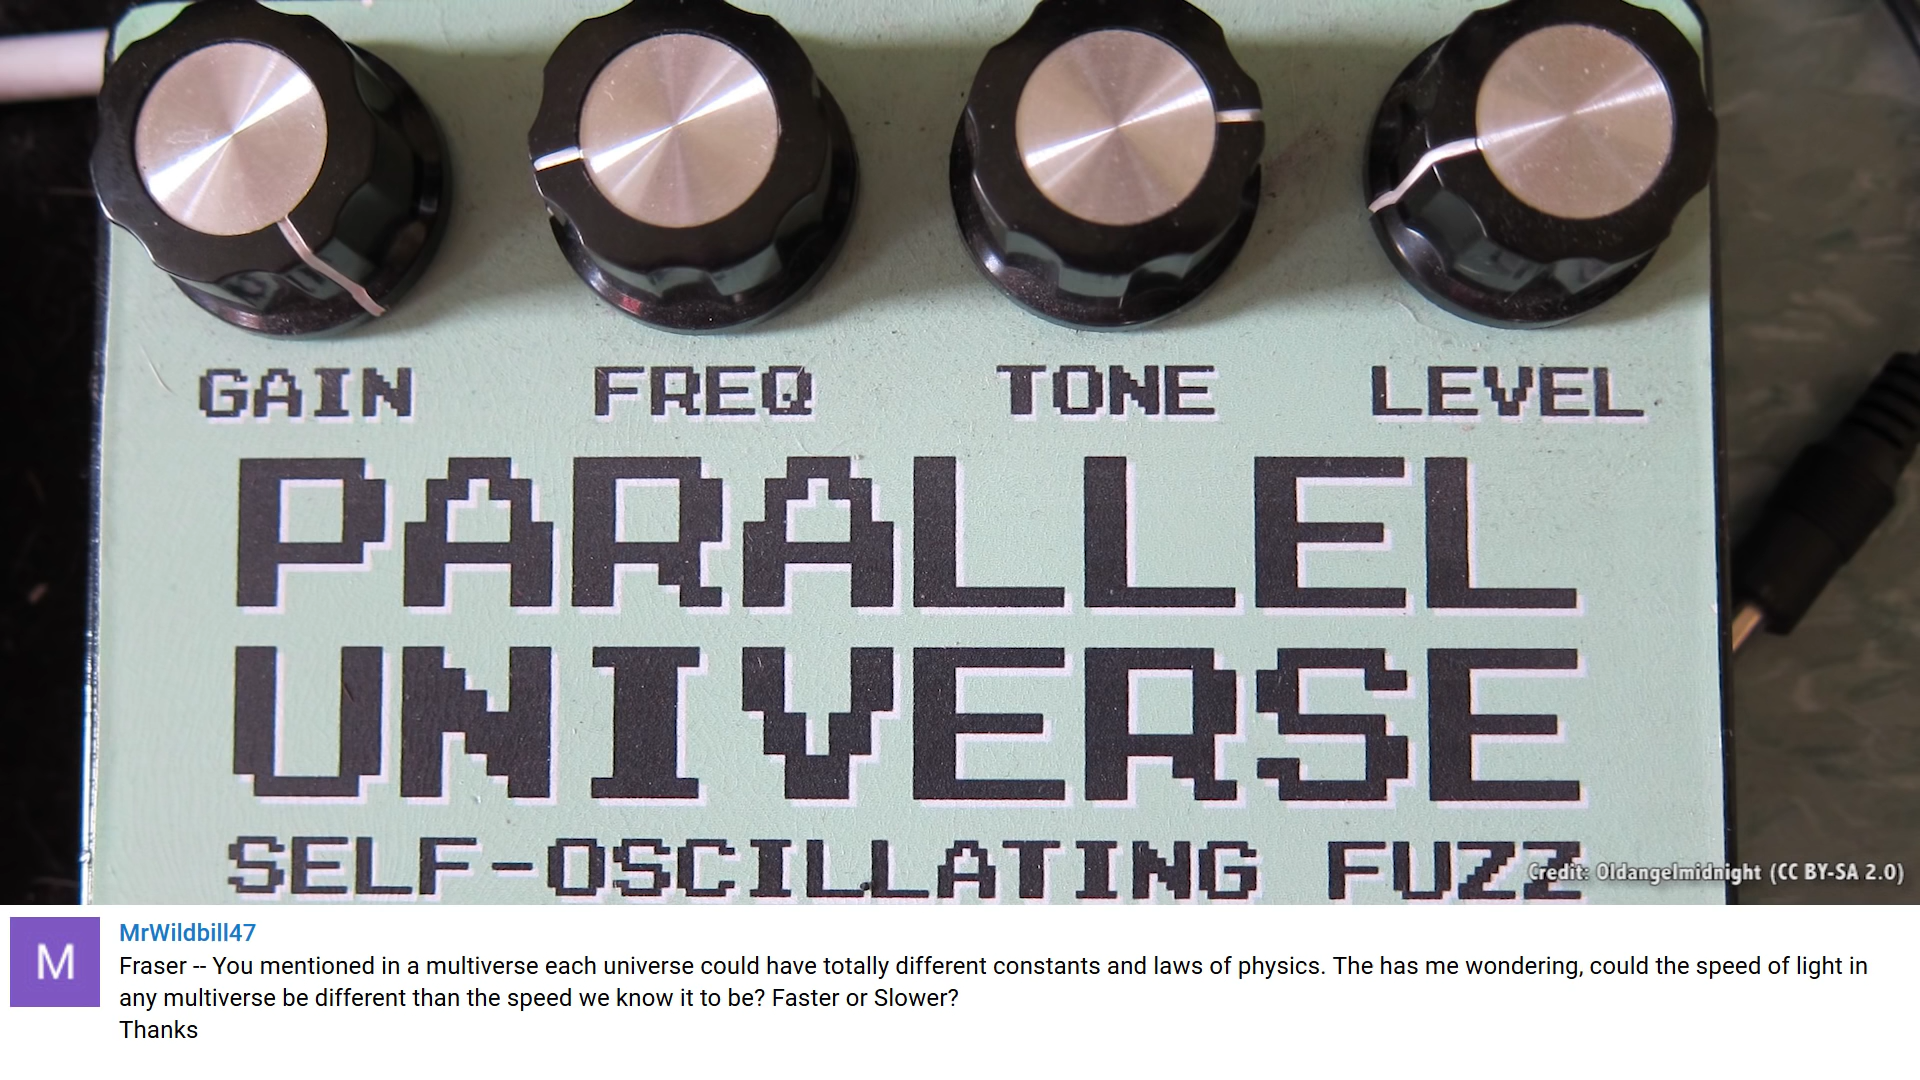 GAIN FREQ TONE LEVEL
PARALLEL
UNIVERSE
SELF-OSCILLATING FUZZ
Credit: Oldangelmidnight (CC BY-SA 2.0)
M
MrWildbill47
Fraser -- You mentioned in a multiverse each universe could have totally different constants and laws of physics. The has me wondering, could the speed of light in
any multiverse be different than the speed we know it to be? Faster or Slower?
Thanks